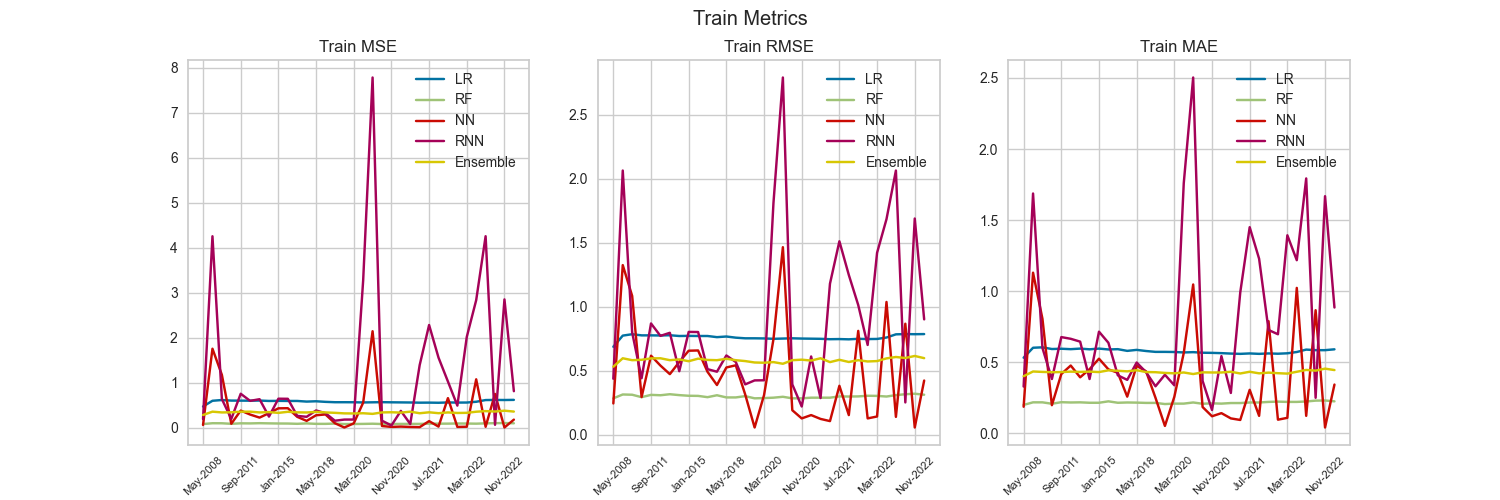 Train Metrics
Train MSE
8
7
6
5
4
3
2
1
0
LR
RF
NN
RNN
Ensemble
May-2008
Sep-2011
Jan-2015
May-2018
Mar-2020
Nov-2020
Jul-2021
Mar-2022
Nov-2022
Train RMSE
2.5
2.0
1.5
1.0
0.5
0.0
LR
RF
NN
RNN
Ensemble
May-2008
Sep-2011
Jan-2015
May-2018
Mar-2020
Nov-2020
Jul-2021
Mar-2022
Nov-2022
Train MAE
2.5
2.0
1.5
1.0
0.5
0.0
LR
RF
NN
RNN
Ensemble
May-2008
Sep-2011
Jan-2015
May-2018
Mar-2020
Nov-2020
Jul-2021
Mar-2022
Nov-2022